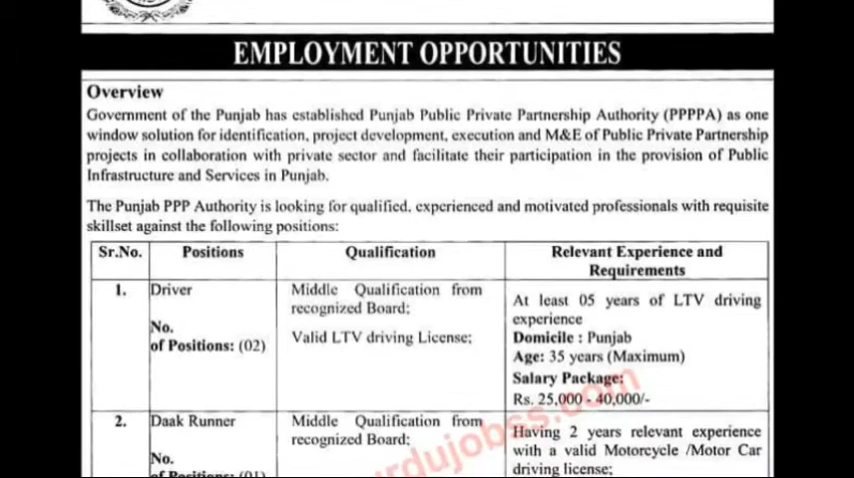 EMPLOYMENT OPPORTUNITIES
Overview
Government of the Punjab has established Punjab Public Private Partnership Authority (PPPPA) as one
window solution for identification, project development, execution and M&E of Public Private Partnership
projects in collaboration with private sector and facilitate their participation in the provision of Public
Infrastructure and Services in Punjab.
The Punjab PPP Authority is looking for qualified, experienced and motivated professionals with requisite
skillset against the following positions:
Sr.No. Positions Qualification Relevant Experience and
Requirements
1. Driver
No.
of Positions: (02)
Middle Qualification from
recognized Board;
Valid LTV driving License;
At least 05 years of LTV driving
experience
Domicile : Punjab
Age: 35 years (Maximum)
Salary Package:
Rs. 25,000 - 40,000/-
2. Daak Runner
No.
of Positions: (01)
Middle Qualification from
recognized Board;
Having 2 years relevant experience
with a valid Motorcycle /Motor Car
driving license;
urdujobss.com